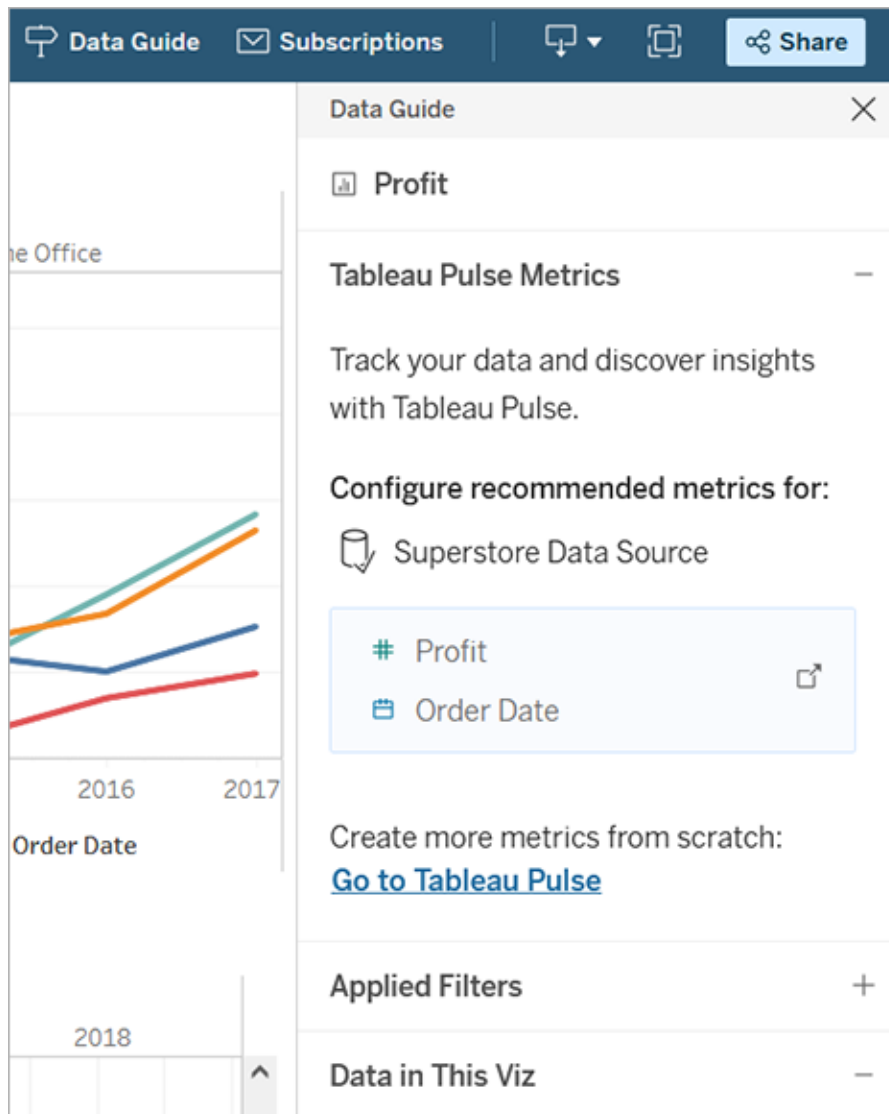 Data Guide Subscriptions Share
Data Guide
Profit
Office
Tableau Pulse Metrics
Track your data and discover insights
with Tableau Pulse.
Configure recommended metrics for:
Superstore Data Source
Profit
Order Date
2016 2017
Order Date
Create more metrics from scratch:
Go to Tableau Pulse
Applied Filters
2018
Data in This Viz